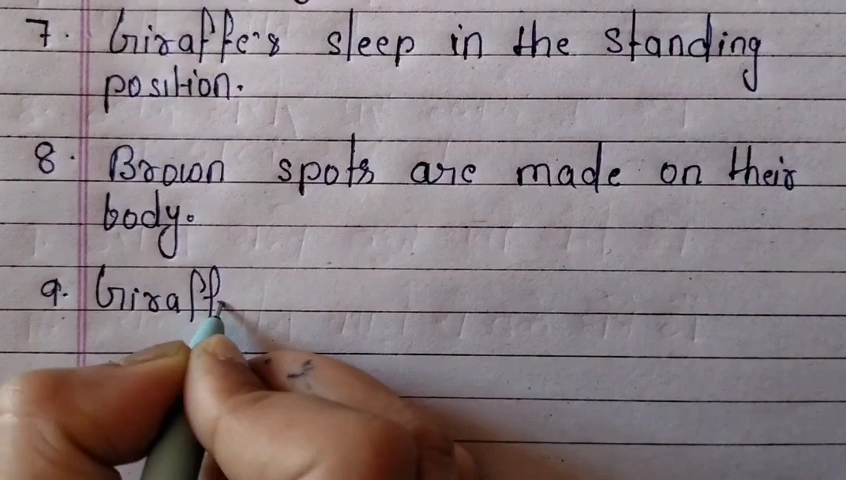 7. Giraffe's sleep in the standing
position.
8. Brown spots are made on their
body.
9. Giraff